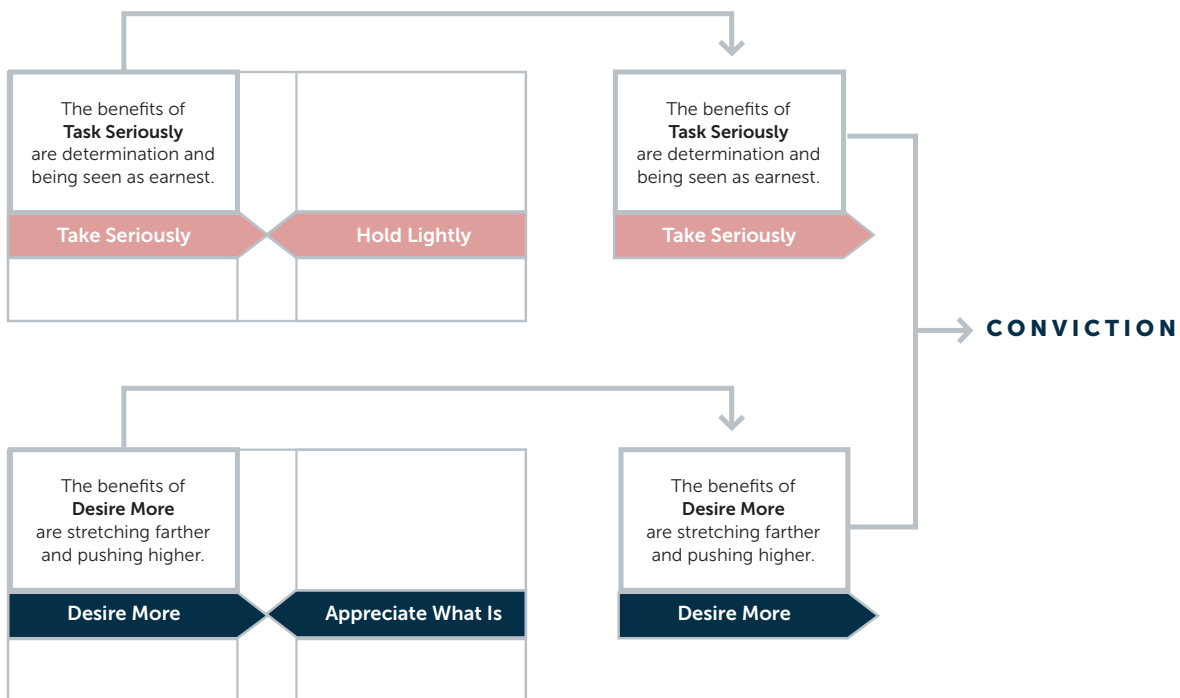 The benefits of
Task Seriously
are determination and
being seen as earnest.
Take Seriously
Hold Lightly
The benefits of
Task Seriously
are determination and
being seen as earnest.
Take Seriously
CONVICTION
The benefits of
Desire More
are stretching farther
and pushing higher.
Desire More
Appreciate What Is
The benefits of
Desire More
are stretching farther
and pushing higher.
Desire More